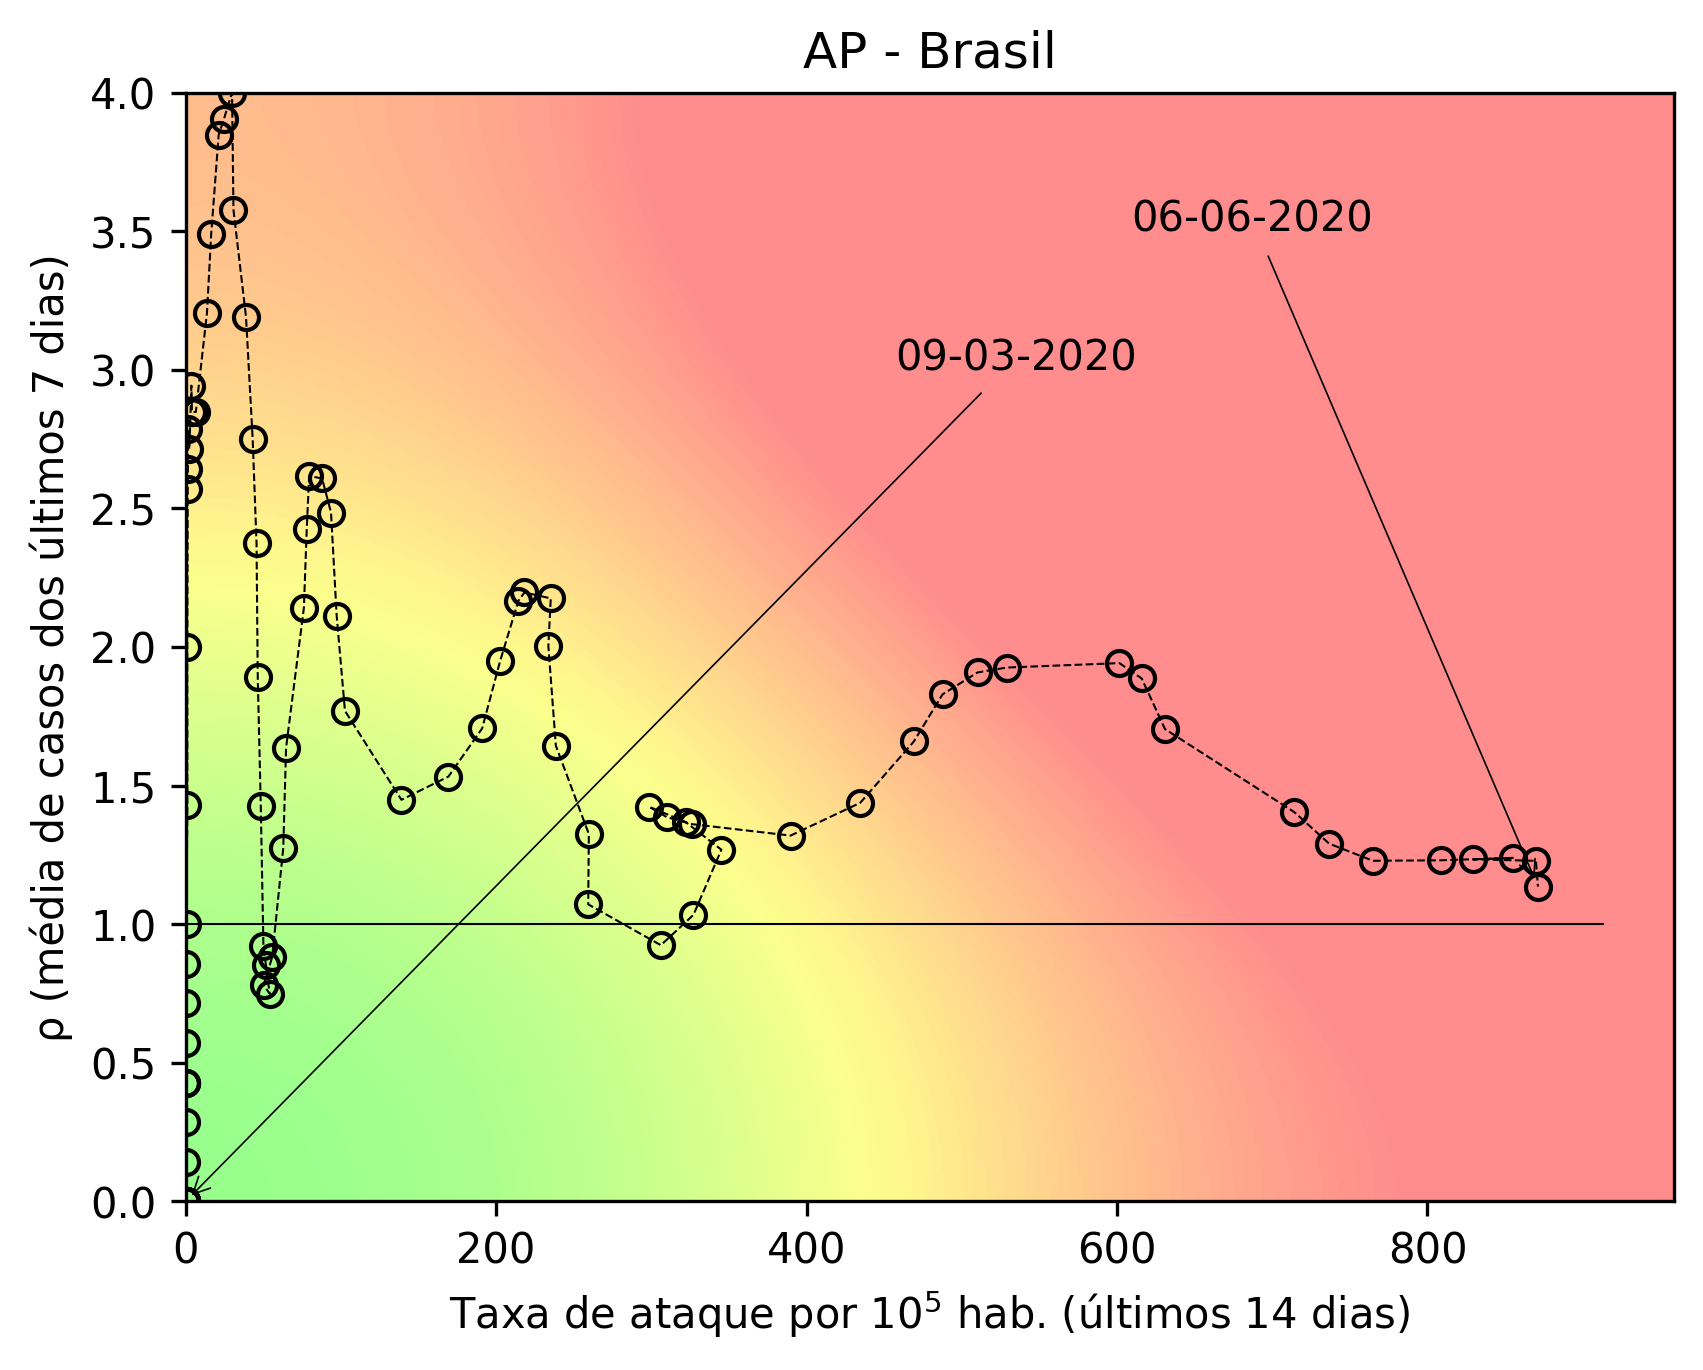 AP - Brasil
ρ (média de casos dos últimos 7 dias)
4.0
3.5
3.0
2.5
2.0
1.5
1.0
0.5
0.0
06-06-2020
09-03-2020
0 200 400 600 800
Taxa de ataque por 10⁵ hab. (últimos 14 dias)